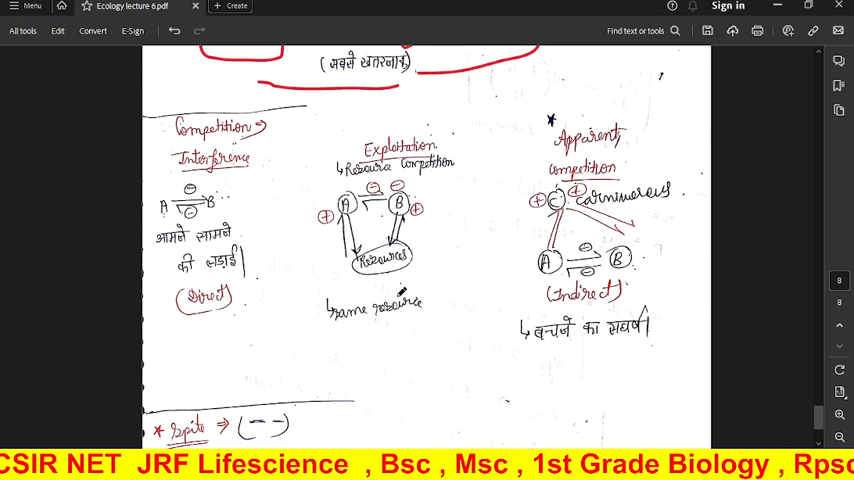 Menu
Ecology lecture 6.pdf
+ Create
Sign in
All tools
Edit
Convert
E-Sign
Find text or tools
(सबसे खतरनाक)
Competition
Interference
A B
आमने सामने
की लड़ाई
(Direct)
Exploitation
Resource Competition
A B
Resources
same resource
Apparent
competition
C carnivorous
A B
(Indirect)
बचने का संघर्ष
* Spite ⇒ (− −)
8
8
CSIR NET JRF Lifescience , Bsc , Msc , 1st Grade Biology , Rpsc